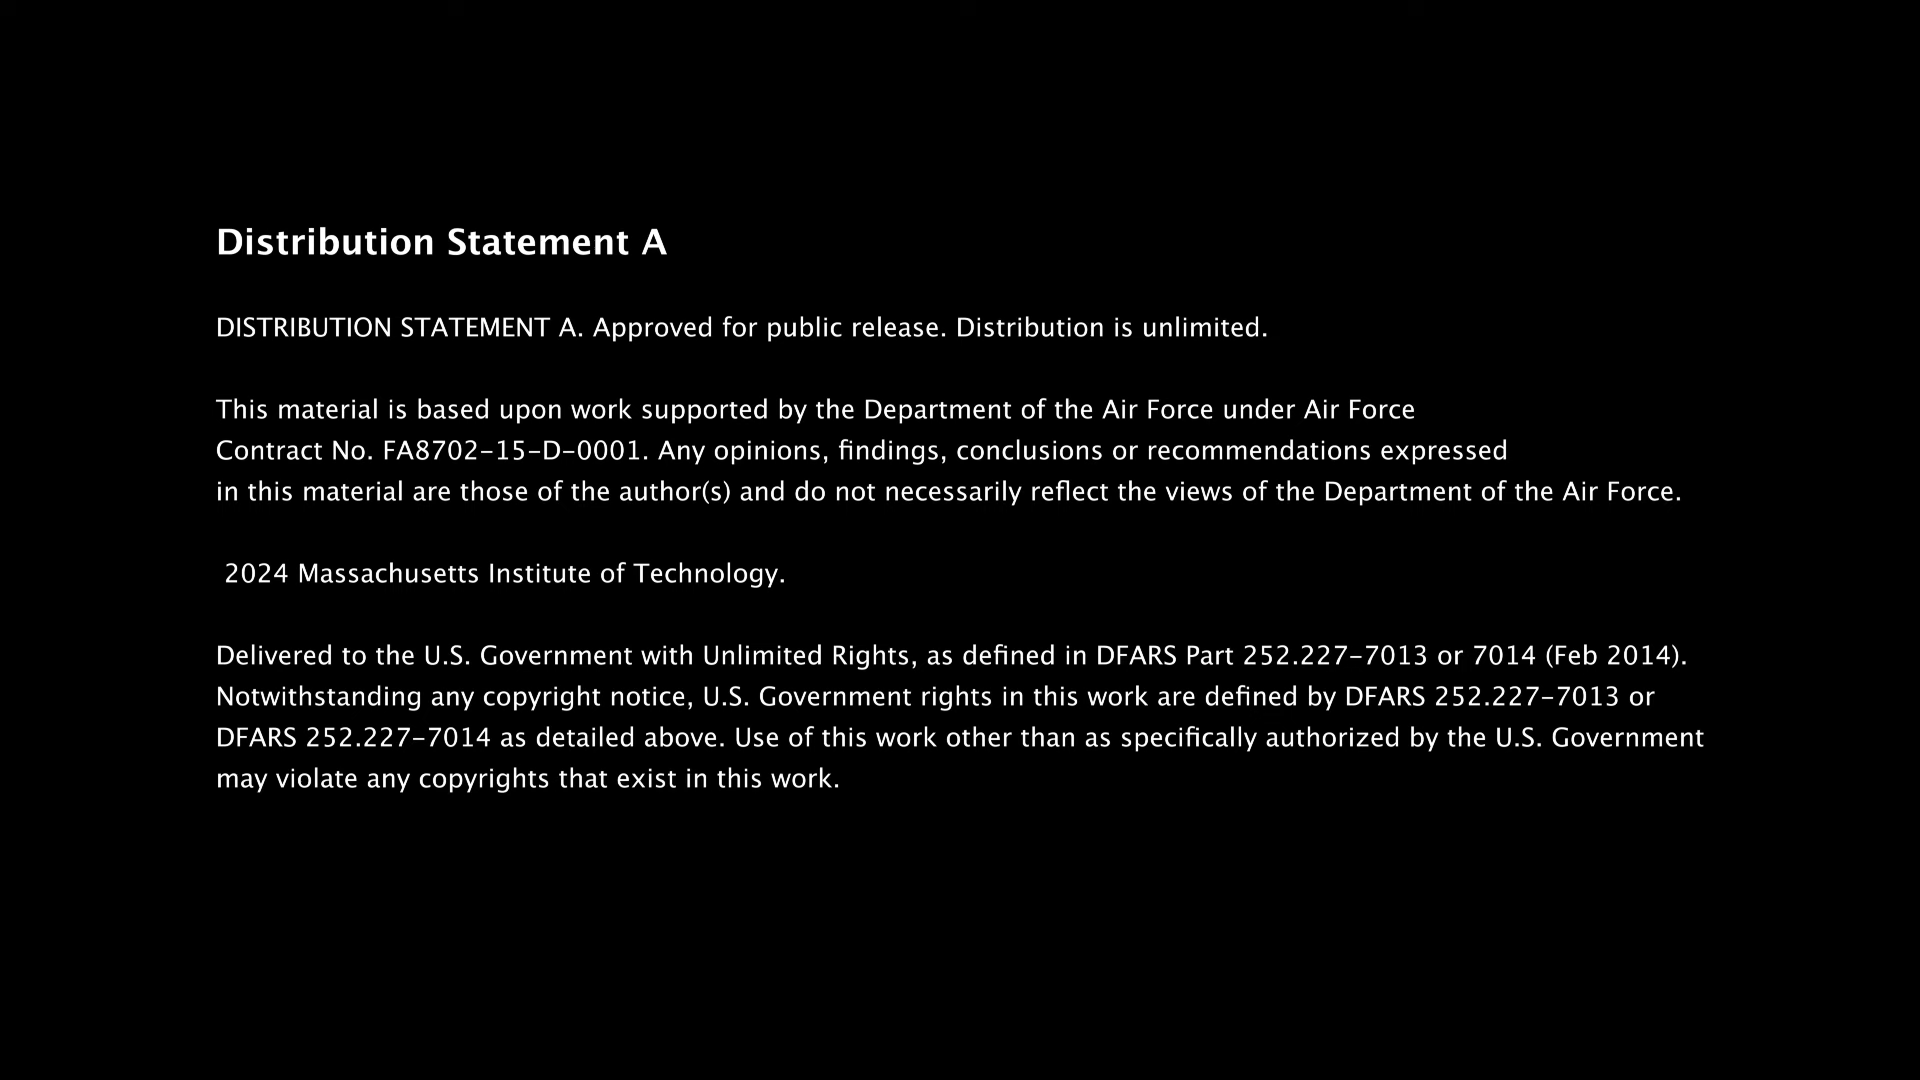 Distribution Statement A
DISTRIBUTION STATEMENT A. Approved for public release. Distribution is unlimited.
This material is based upon work supported by the Department of the Air Force under Air Force
Contract No. FA8702-15-D-0001. Any opinions, findings, conclusions or recommendations expressed
in this material are those of the author(s) and do not necessarily reflect the views of the Department of the Air Force.
2024 Massachusetts Institute of Technology.
Delivered to the U.S. Government with Unlimited Rights, as defined in DFARS Part 252.227-7013 or 7014 (Feb 2014).
Notwithstanding any copyright notice, U.S. Government rights in this work are defined by DFARS 252.227-7013 or
DFARS 252.227-7014 as detailed above. Use of this work other than as specifically authorized by the U.S. Government
may violate any copyrights that exist in this work.